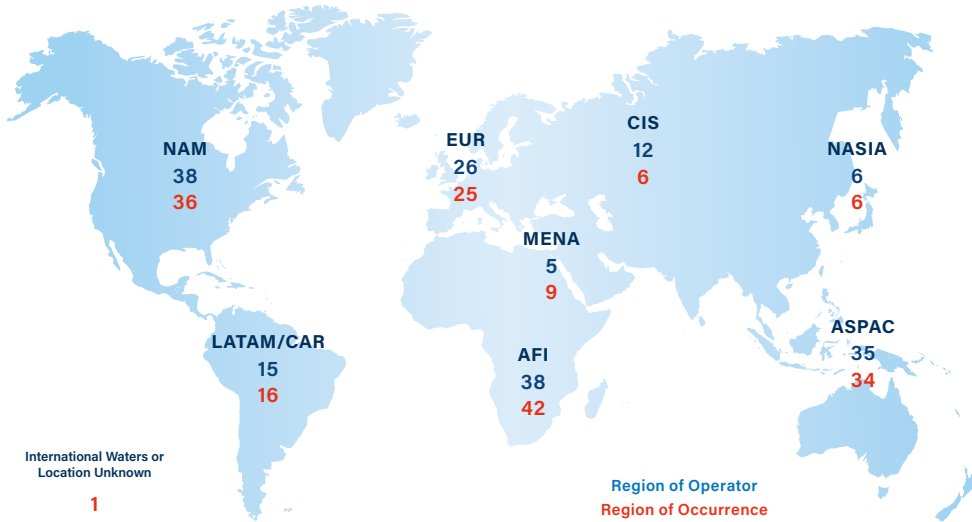 NAM
38
36
EUR
26
25
CIS
12
6
NASIA
6
6
MENA
5
9
LATAM/CAR
15
16
AFI
38
42
ASPAC
35
34
International Waters or
Location Unknown
1
Region of Operator
Region of Occurrence